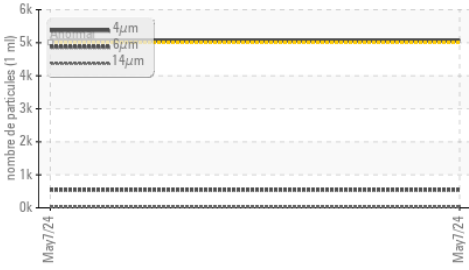 6k
4μm
Anormal
5k
6μm
14μm
4k
3k
2k
1k
0k
nombre de particules (1 ml)
May7/24
May7/24